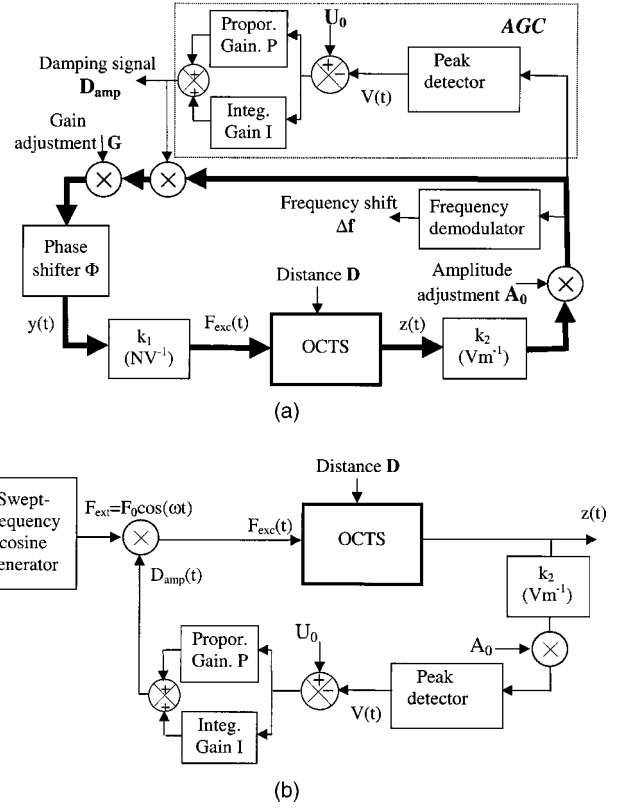 AGC
Propor.
Gain. P
U0
Peak
detector
V(t)
Integ.
Gain I
Damping signal
Damp
Gain
adjustment G
Frequency shift
Δf
Frequency
demodulator
Phase
shifter Φ
Distance D
Amplitude
adjustment A0
y(t)
k1
(NV-1)
Fexc(t)
OCTS
z(t)
k2
(Vm-1)
(a)
Distance D
Swept-
equency
cosine
enerator
Fext=F0cos(ωt)
Fexc(t)
OCTS
z(t)
Damp(t)
k2
(Vm-1)
Propor.
Gain. P
U0
A0
Peak
detector
V(t)
Integ.
Gain I
(b)